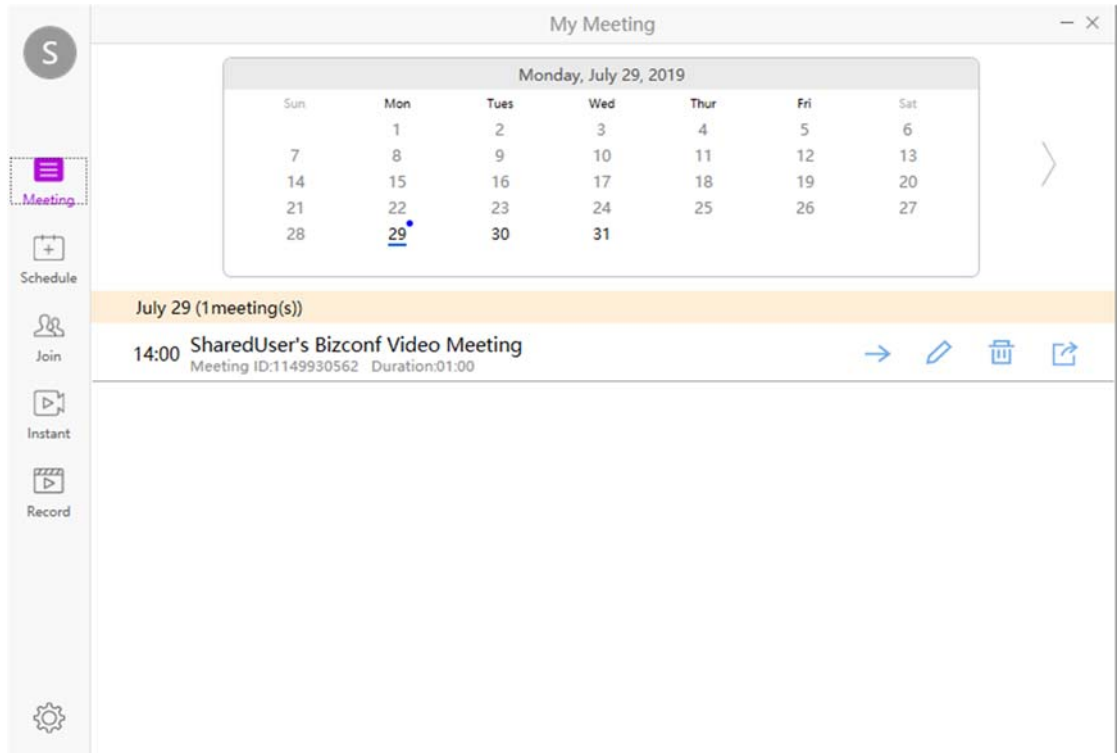 My Meeting
S
Monday, July 29, 2019
Sun Mon Tues Wed Thur Fri Sat
1 2 3 4 5 6
7 8 9 10 11 12 13
14 15 16 17 18 19 20
21 22 23 24 25 26 27
28 29 30 31
Meeting
Schedule
Join
Instant
Record
July 29 (1meeting(s))
14:00 SharedUser's Bizconf Video Meeting
Meeting ID:1149930562 Duration:01:00